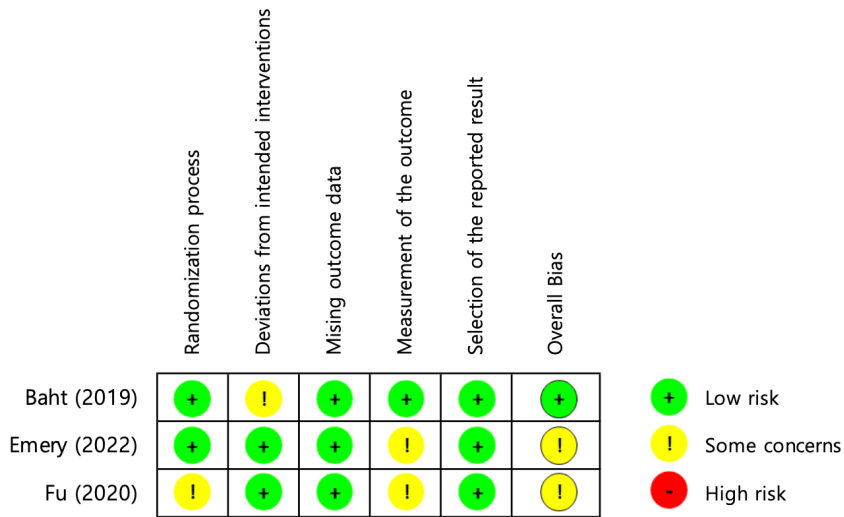 Randomization process
Deviations from intended interventions
Mising outcome data
Measurement of the outcome
Selection of the reported result
Overall Bias
Baht (2019) + ! + + + +
Emery (2022) + + + ! + !
Fu (2020) ! + + ! + !
+ Low risk
! Some concerns
- High risk